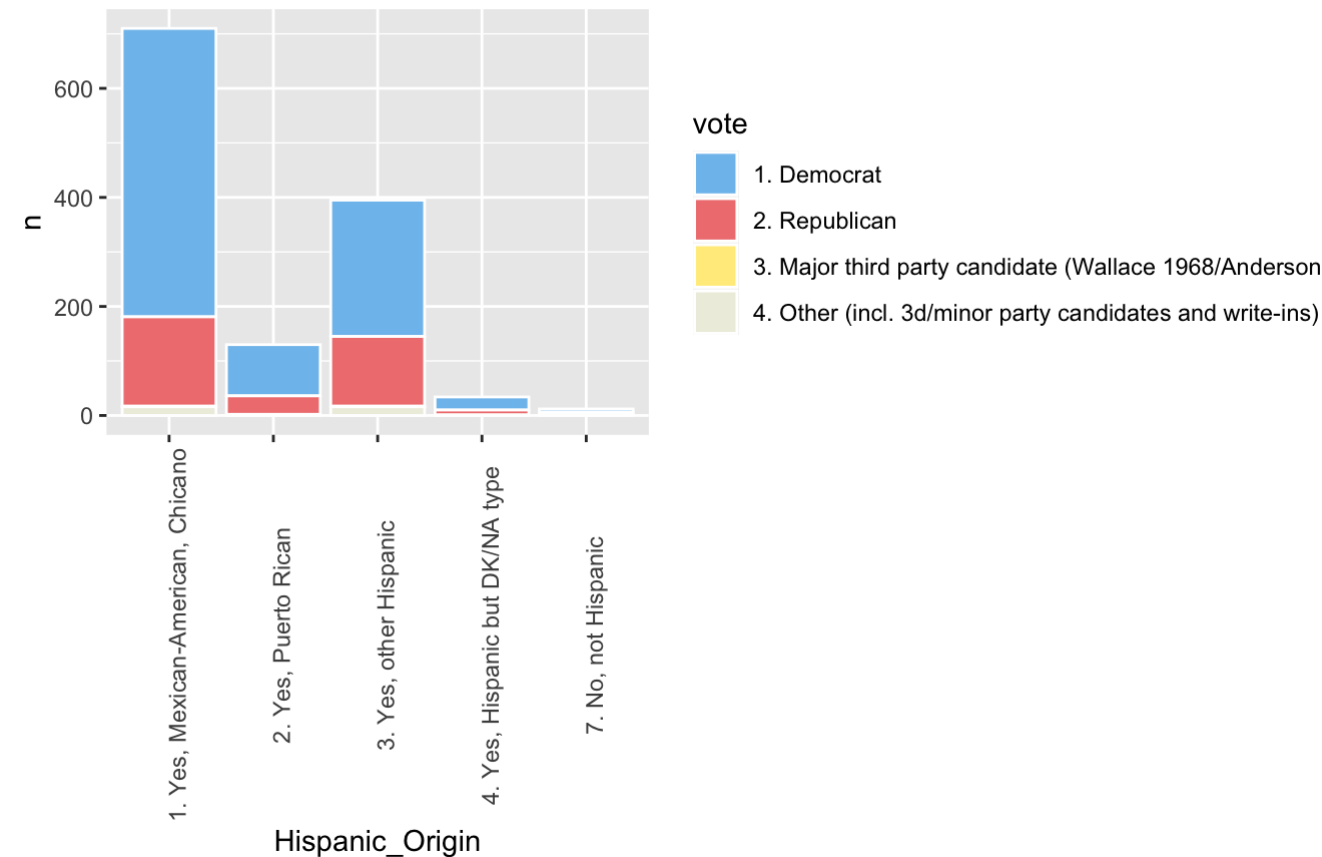 600
400
200
0
n
1. Yes, Mexican-American, Chicano
2. Yes, Puerto Rican
3. Yes, other Hispanic
4. Yes, Hispanic but DK/NA type
7. No, not Hispanic
Hispanic_Origin
vote
1. Democrat
2. Republican
3. Major third party candidate (Wallace 1968/Anderson
4. Other (incl. 3d/minor party candidates and write-ins)